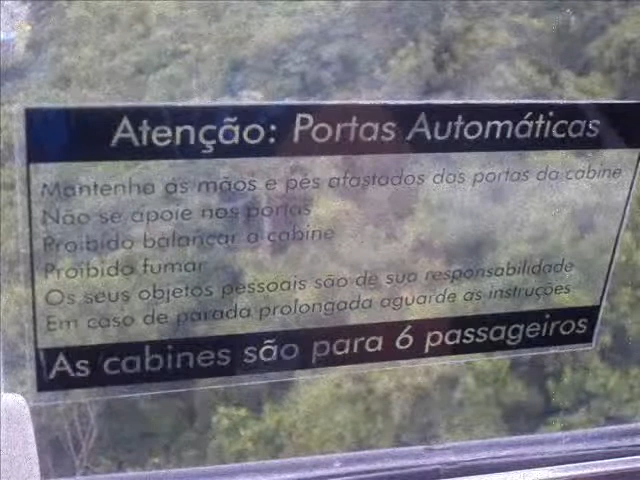 Atenção: Portas Automáticas
Mantenha as mãos e pés afastados das portas da cabine
Não se apoie nas portas
Proibido balançar a cabine
Proibido fumar
Os seus objetos pessoais são de sua responsabilidade
Em caso de parada prolongada aguarde as instruções
As cabines são para 6 passageiros